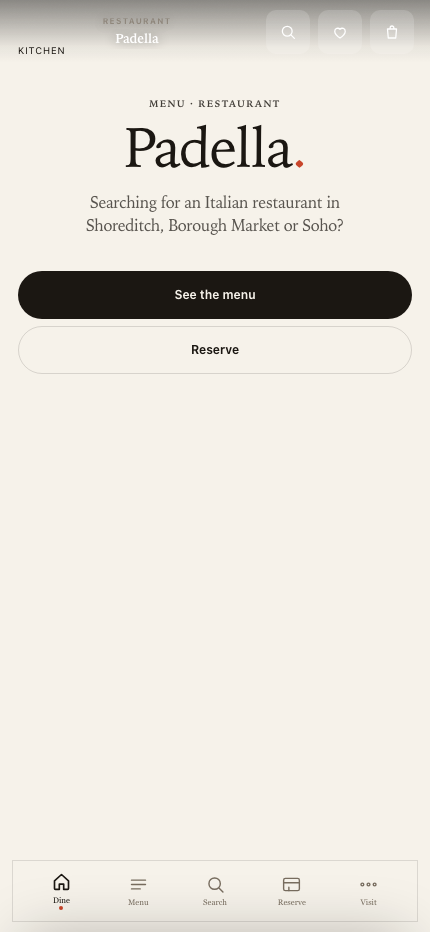 RESTAURANT
Padella
KITCHEN
MENU · RESTAURANT
Padella.
Searching for an Italian restaurant in
Shoreditch, Borough Market or Soho?
See the menu
Reserve
Dine
Menu
Search
Reserve
Visit